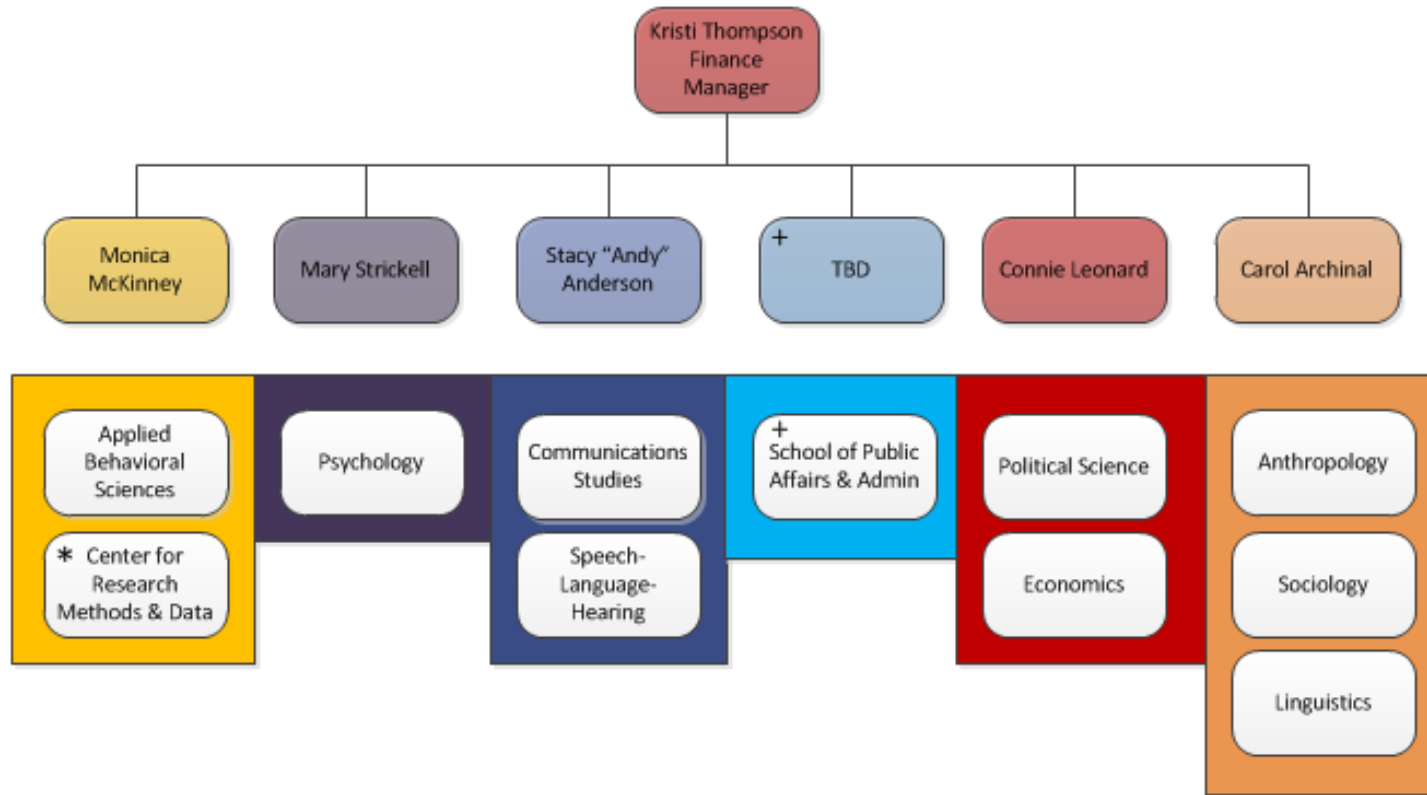 Kristi Thompson
Finance
Manager
Monica
McKinney
Mary Strickell
Stacy “Andy”
Anderson
+
TBD
Connie Leonard
Carol Archinal
Applied
Behavioral
Sciences
* Center for
Research
Methods & Data
Psychology
Communications
Studies
Speech-
Language-
Hearing
+
School of Public
Affairs & Admin
Political Science
Economics
Anthropology
Sociology
Linguistics